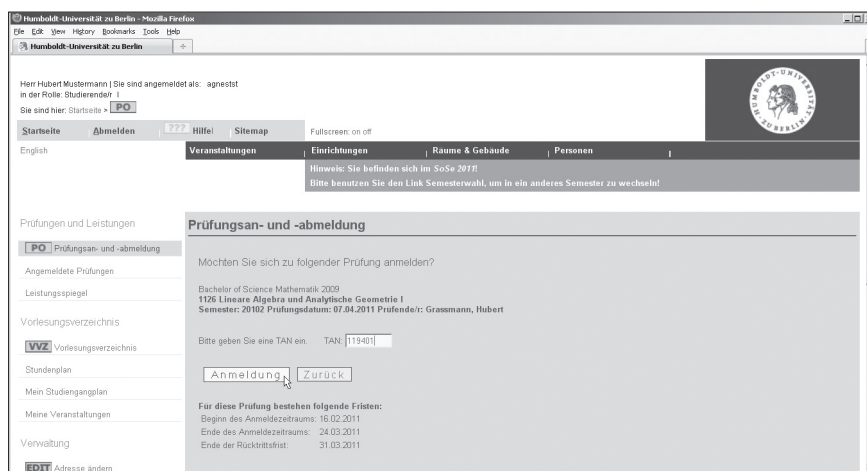 Humboldt-Universität zu Berlin - Mozilla Firefox
File Edit View History Bookmarks Tools Help
Humboldt-Universität zu Berlin
Herr Hubert Mustermann | Sie sind angemeldet als: agnestst
in der Rolle: Studierende/r |
Sie sind hier: Startseite > PO
HUMBOLDT-UNIVERSITÄT ZU BERLIN
Startseite | Abmelden | ??? Hilfe! | Sitemap Fullscreen: on off
English
Veranstaltungen | Einrichtungen | Räume & Gebäude | Personen |
Hinweis: Sie befinden sich im SoSe 2011!
Bitte benutzen Sie den Link Semesterwahl, um in ein anderes Semester zu wechseln!
Prüfungen und Leistungen
PO Prüfungsan- und -abmeldung
Angemeldete Prüfungen
Leistungsspiegel
Vorlesungsverzeichnis
VVZ Vorlesungsverzeichnis
Stundenplan
Mein Studiengangplan
Meine Veranstaltungen
Verwaltung
EDIT Adresse ändern
Prüfungsan- und -abmeldung
Möchten Sie sich zu folgender Prüfung anmelden?
Bachelor of Science Mathematik 2009
1126 Lineare Algebra und Analytische Geometrie I
Semester: 20102 Prüfungsdatum: 07.04.2011 Prüfende/r: Grassmann, Hubert
Bitte geben Sie eine TAN ein. TAN: 119401
Anmeldung Zurück
Für diese Prüfung bestehen folgende Fristen:
Beginn des Anmeldezeitraums: 16.02.2011
Ende des Anmeldezeitraums: 24.03.2011
Ende der Rücktrittsfrist: 31.03.2011